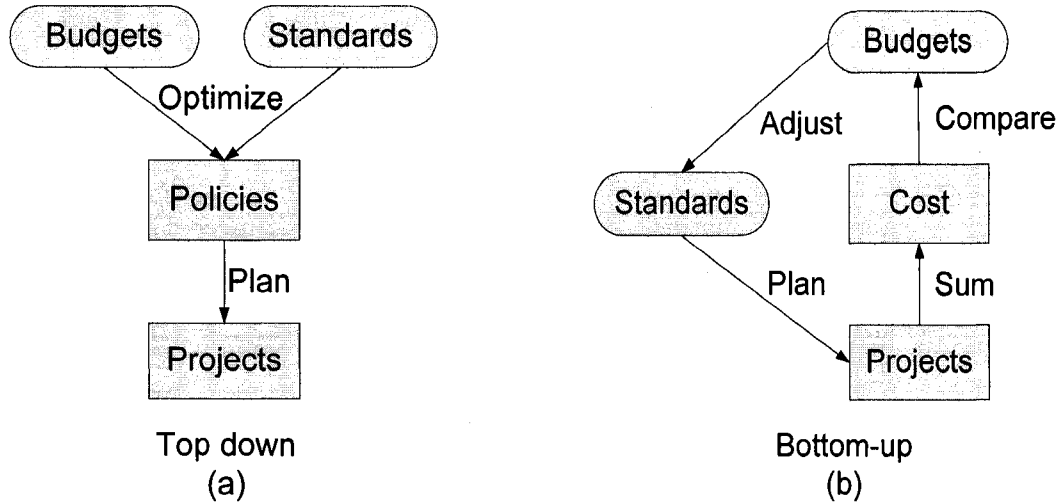 Budgets
Standards
Optimize
Policies
Plan
Projects
Top down
(a)
Budgets
Adjust
Compare
Standards
Cost
Plan
Sum
Projects
Bottom-up
(b)